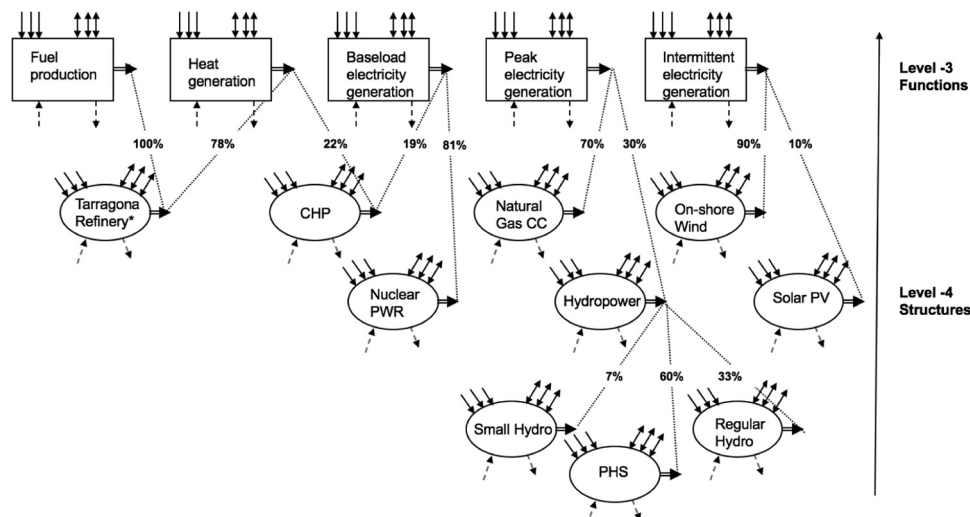 Fuel
production
Heat
generation
Baseload
electricity
generation
Peak
electricity
generation
Intermittent
electricity
generation
Level -3
Functions
100%
78%
22%
19%
81%
70%
30%
90%
10%
Tarragona
Refinery*
CHP
Natural
Gas CC
On-shore
Wind
Nuclear
PWR
Hydropower
Solar PV
Level -4
Structures
7%
60%
33%
Small Hydro
PHS
Regular
Hydro